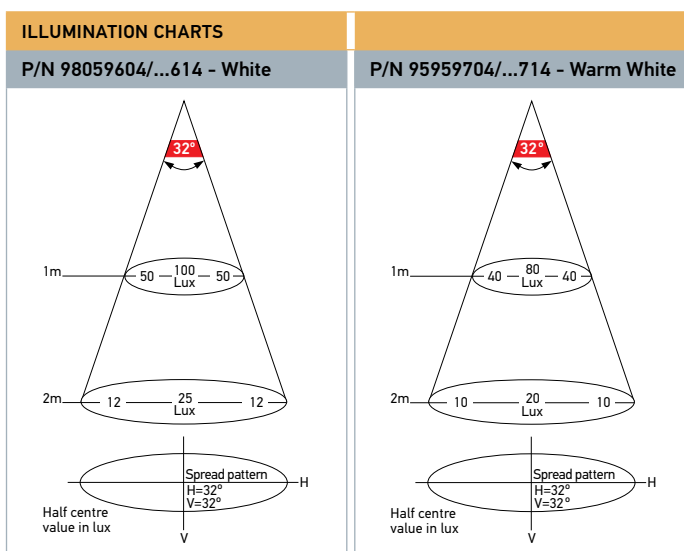 ILLUMINATION CHARTS
P/N 98059604/...614 - White
32°
1m
50 100 50
Lux
2m
12 25 12
Lux
Spread pattern
H
H=32°
V=32°
Half centre
value in lux
V
P/N 95959704/...714 - Warm White
32°
1m
40 80 40
Lux
2m
10 20 10
Lux
Spread pattern
H
H=32°
V=32°
Half centre
value in lux
V